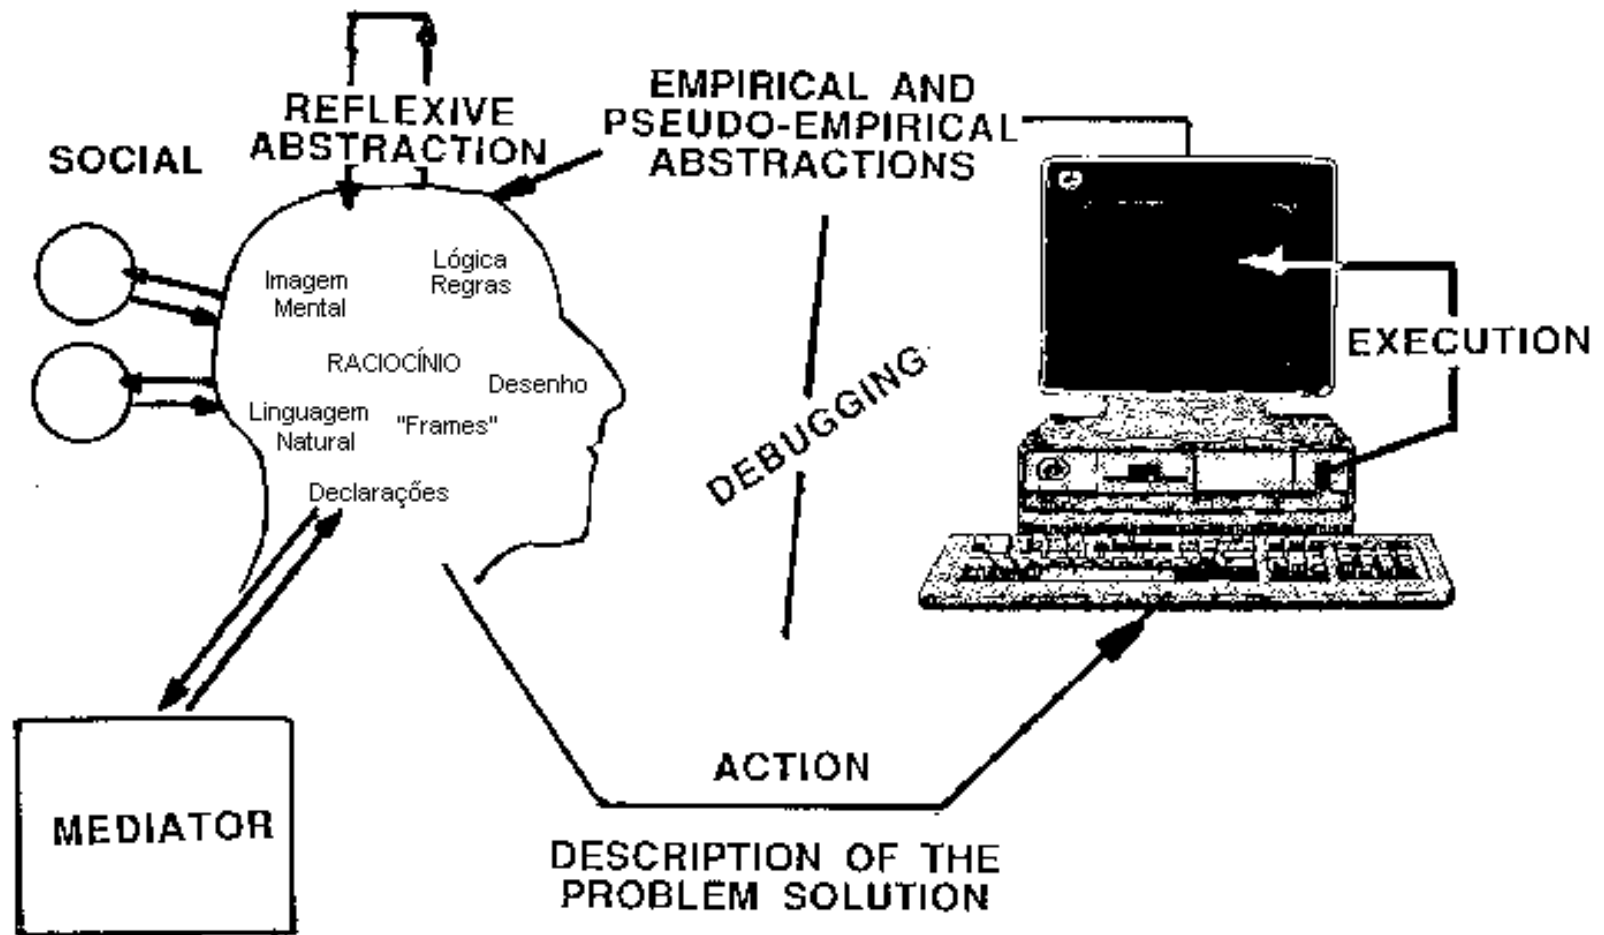 REFLEXIVE
ABSTRACTION
EMPIRICAL AND
PSEUDO-EMPIRICAL
ABSTRACTIONS
SOCIAL
Imagem
Mental
Lógica
Regras
RACIOCÍNIO
Desenho
Linguagem
Natural
"Frames"
Declarações
DEBUGGING
EXECUTION
MEDIATOR
ACTION
DESCRIPTION OF THE
PROBLEM SOLUTION